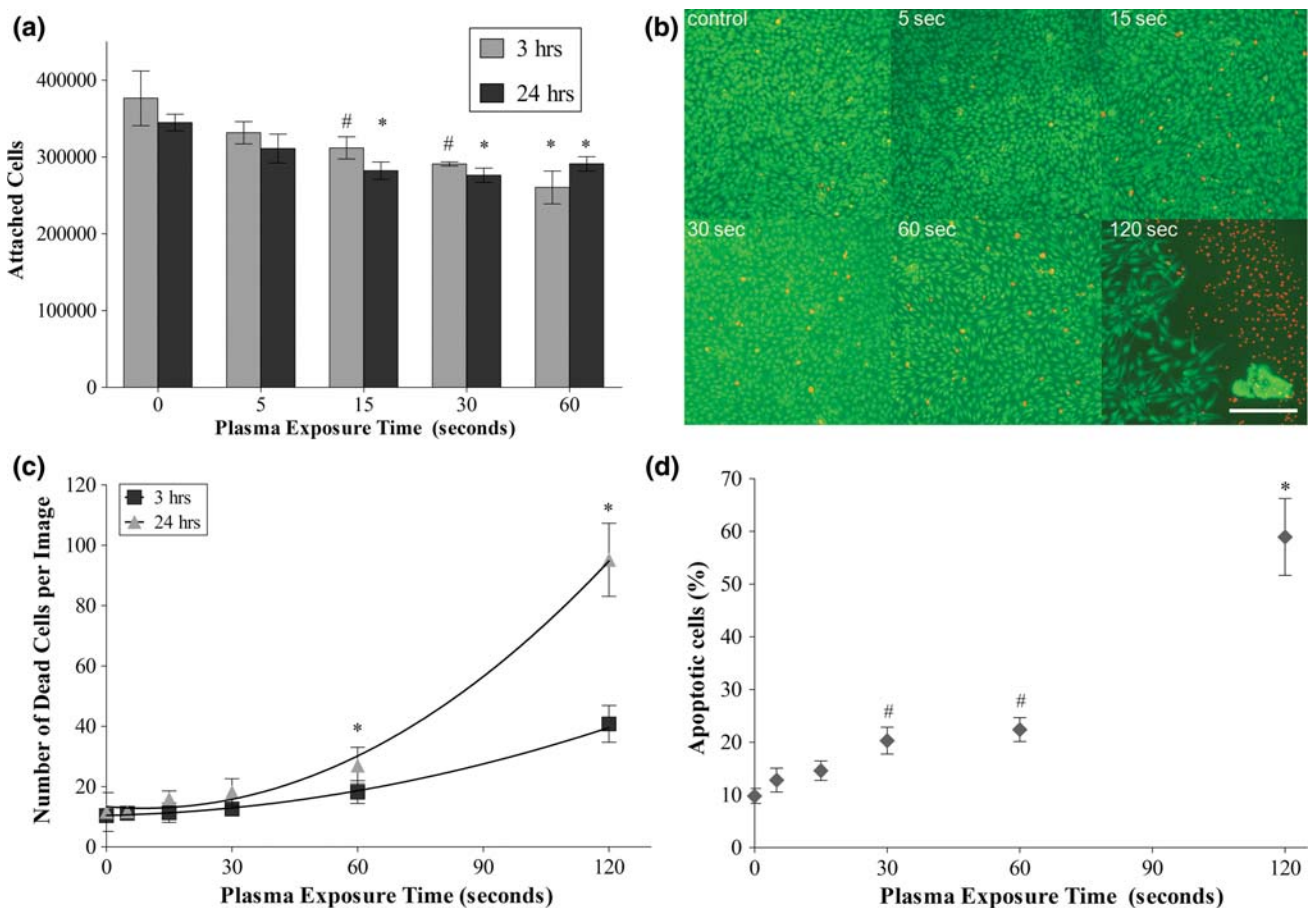 (a)
3 hrs
24 hrs
400000
300000
200000
100000
0
Attached Cells
# * # * * *
0 5 15 30 60
Plasma Exposure Time (seconds)
(b)
control 5 sec 15 sec
30 sec 60 sec 120 sec
(c)
3 hrs
24 hrs
120
100
80
60
40
20
0
Number of Dead Cells per Image
* *
0 30 60 90 120
Plasma Exposure Time (seconds)
(d)
70
60
50
40
30
20
10
0
Apoptotic cells (%)
# # *
0 30 60 90 120
Plasma Exposure Time (seconds)